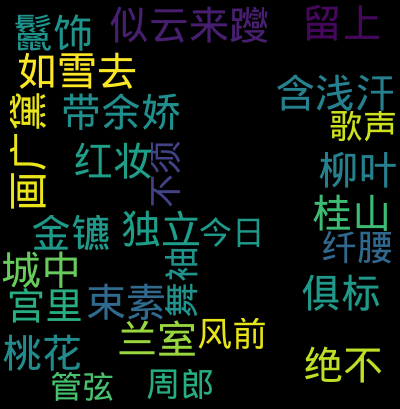 鬣饰
似云来躞
留上
如雪去
含浅汗
画广黛
带余娇
歌声
红妆
不须
柳叶
桂山
金镳
独立
今日
纤腰
城中
舞袖
宫里
束素
俱标
兰室
风前
桃花
绝不
管弦
周郎